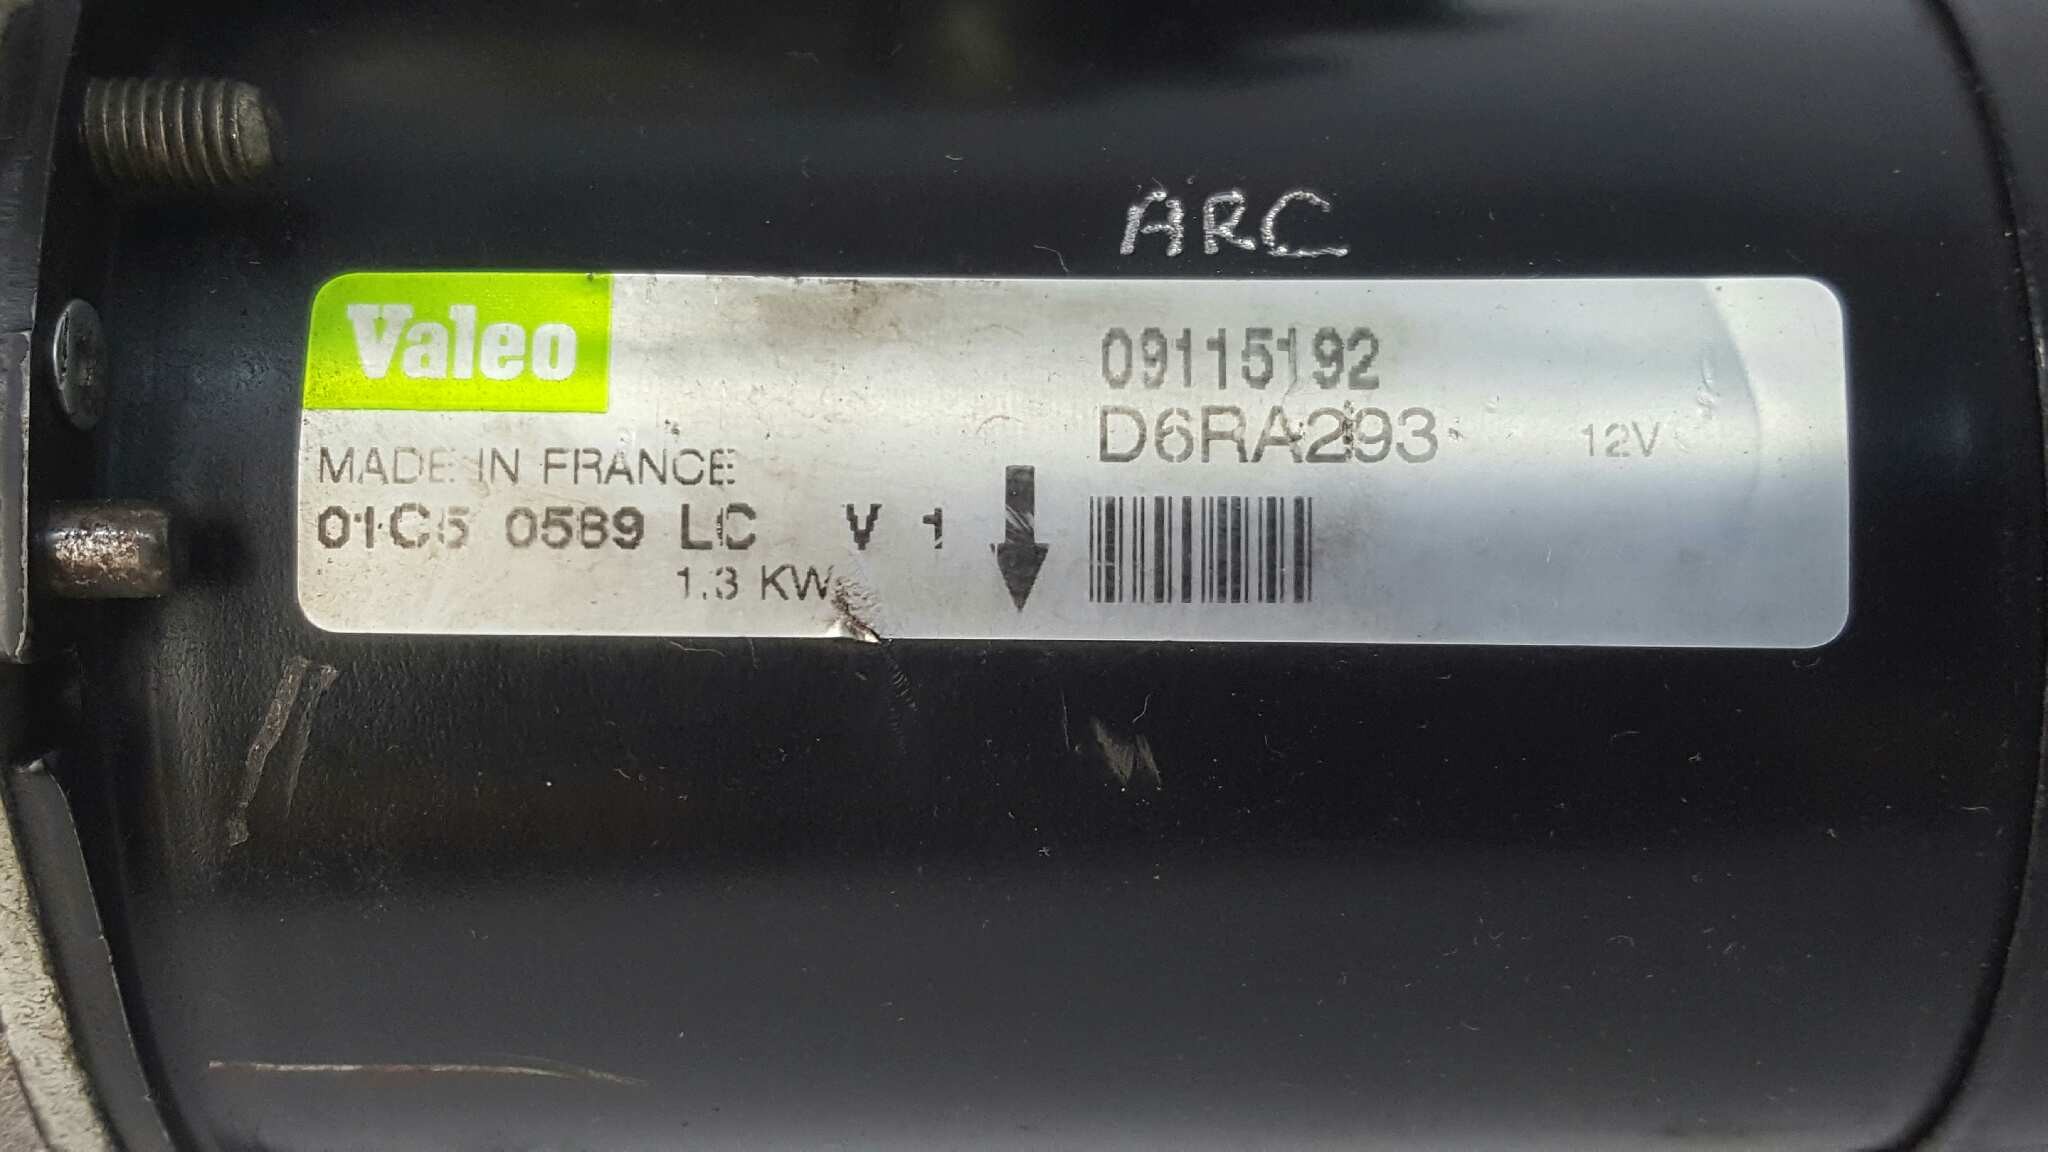 ARC
Valeo
09115192
D6RA293 12V
MADE IN FRANCE
01C5 0589 LC V 1
1.3 KW